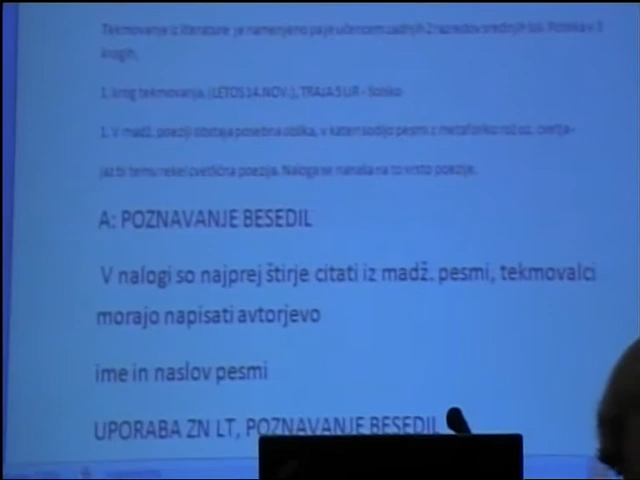 Tekmovanje iz literature je namenjeno pa je učencem zadnjih 2 razredov srednjih šol. Poteka v 3
krogih.
1. krog tekmovanja, (LETOS 14.NOV.), TRAJA 5 UR - šolsko
1. V madž. poeziji obstaja posebna oblika, v kateri sodijo pesmi z metaforiko rož oz. cvetja-
jaz bi temu rekel cvetlična poezija. Naloga se nanaša na to vrsto poezije.
A: POZNAVANJE BESEDIL
V nalogi so najprej štirje citati iz madž. pesmi, tekmovalci
morajo napisati avtorjevo
ime in naslov pesmi
UPORABA ZN LT, POZNAVANJE BESEDIL